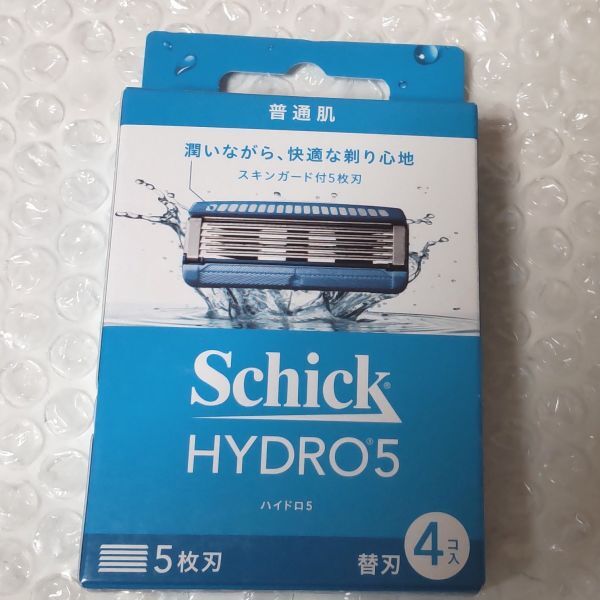 普通肌
潤いながら、快適な剃り心地
スキンガード付5枚刃
Schick®
HYDRO®5
ハイドロ5
5枚刃
替刃 4コ入